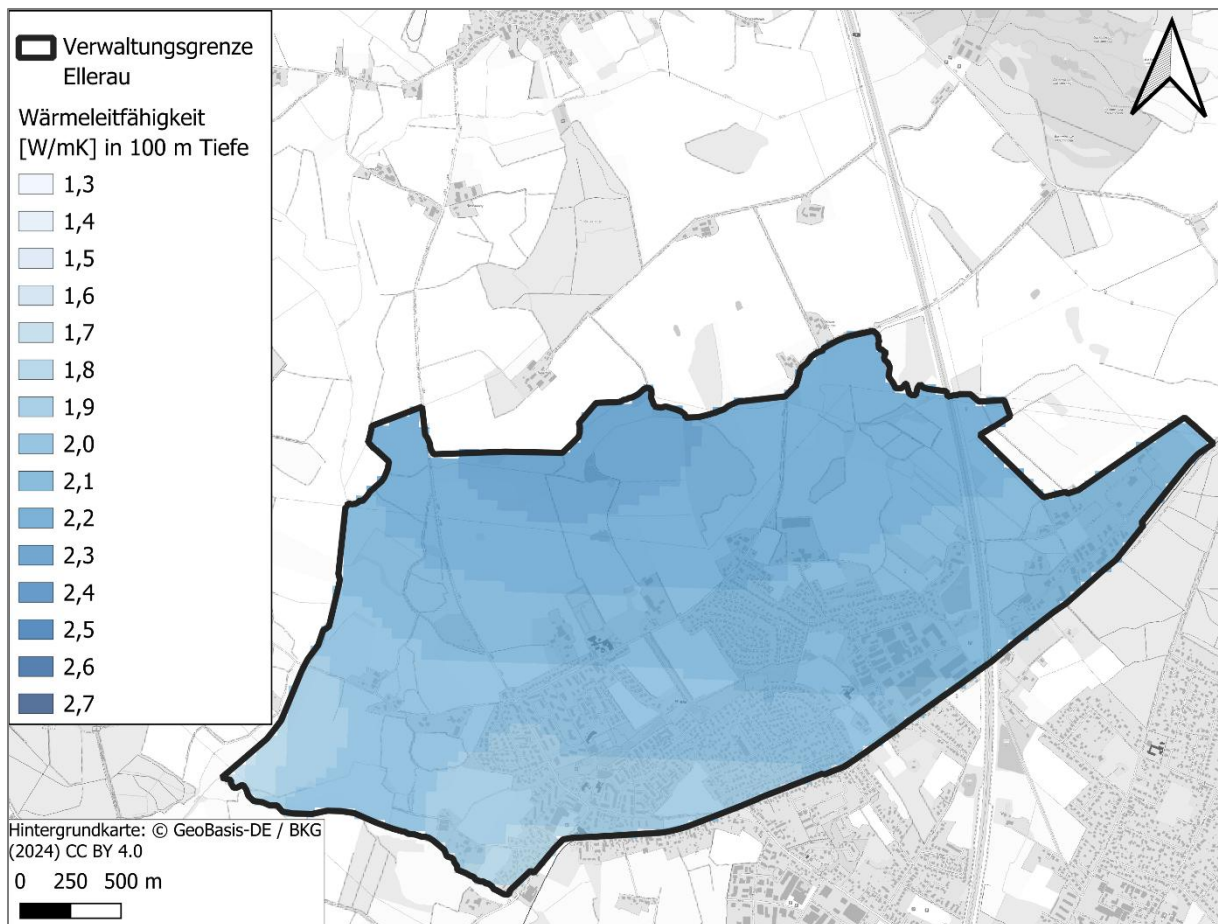 Verwaltungsgrenze
Ellerau
Wärmeleitfähigkeit
[W/mK] in 100 m Tiefe
1,3
1,4
1,5
1,6
1,7
1,8
1,9
2,0
2,1
2,2
2,3
2,4
2,5
2,6
2,7
Hintergrundkarte: © GeoBasis-DE / BKG
(2024) CC BY 4.0
0 250 500 m